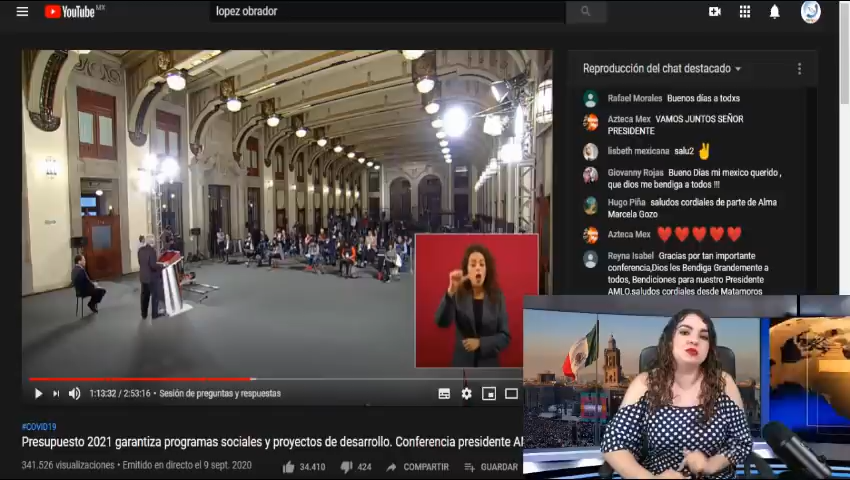 YouTube MX
lopez obrador
Reproducción del chat destacado
Rafael Morales Buenos días a todxs
Azteca Mex VAMOS JUNTOS SEÑOR
PRESIDENTE
lisbeth mexicana salu2
Giovanny Rojas Bueno Dias mi mexico querido ,
que dios me bendiga a todos !!!
Hugo Piña saludos cordiales de parte de Alma
Marcela Gozo
Azteca Mex
Reyna Isabel Gracias por tan importante
conferencia,Dios les Bendiga Grandemente a
todos, Bendiciones para nuestro Presidente
AMLO.saludos cordiales desde Matamoros
1:13:32 / 2:53:16 • Sesión de preguntas y respuestas
#COVID19
Presupuesto 2021 garantiza programas sociales y proyectos de desarrollo. Conferencia presidente
341.526 visualizaciones • Emitido en directo el 9 sept. 2020
34.410
424
COMPARTIR
GUARDAR